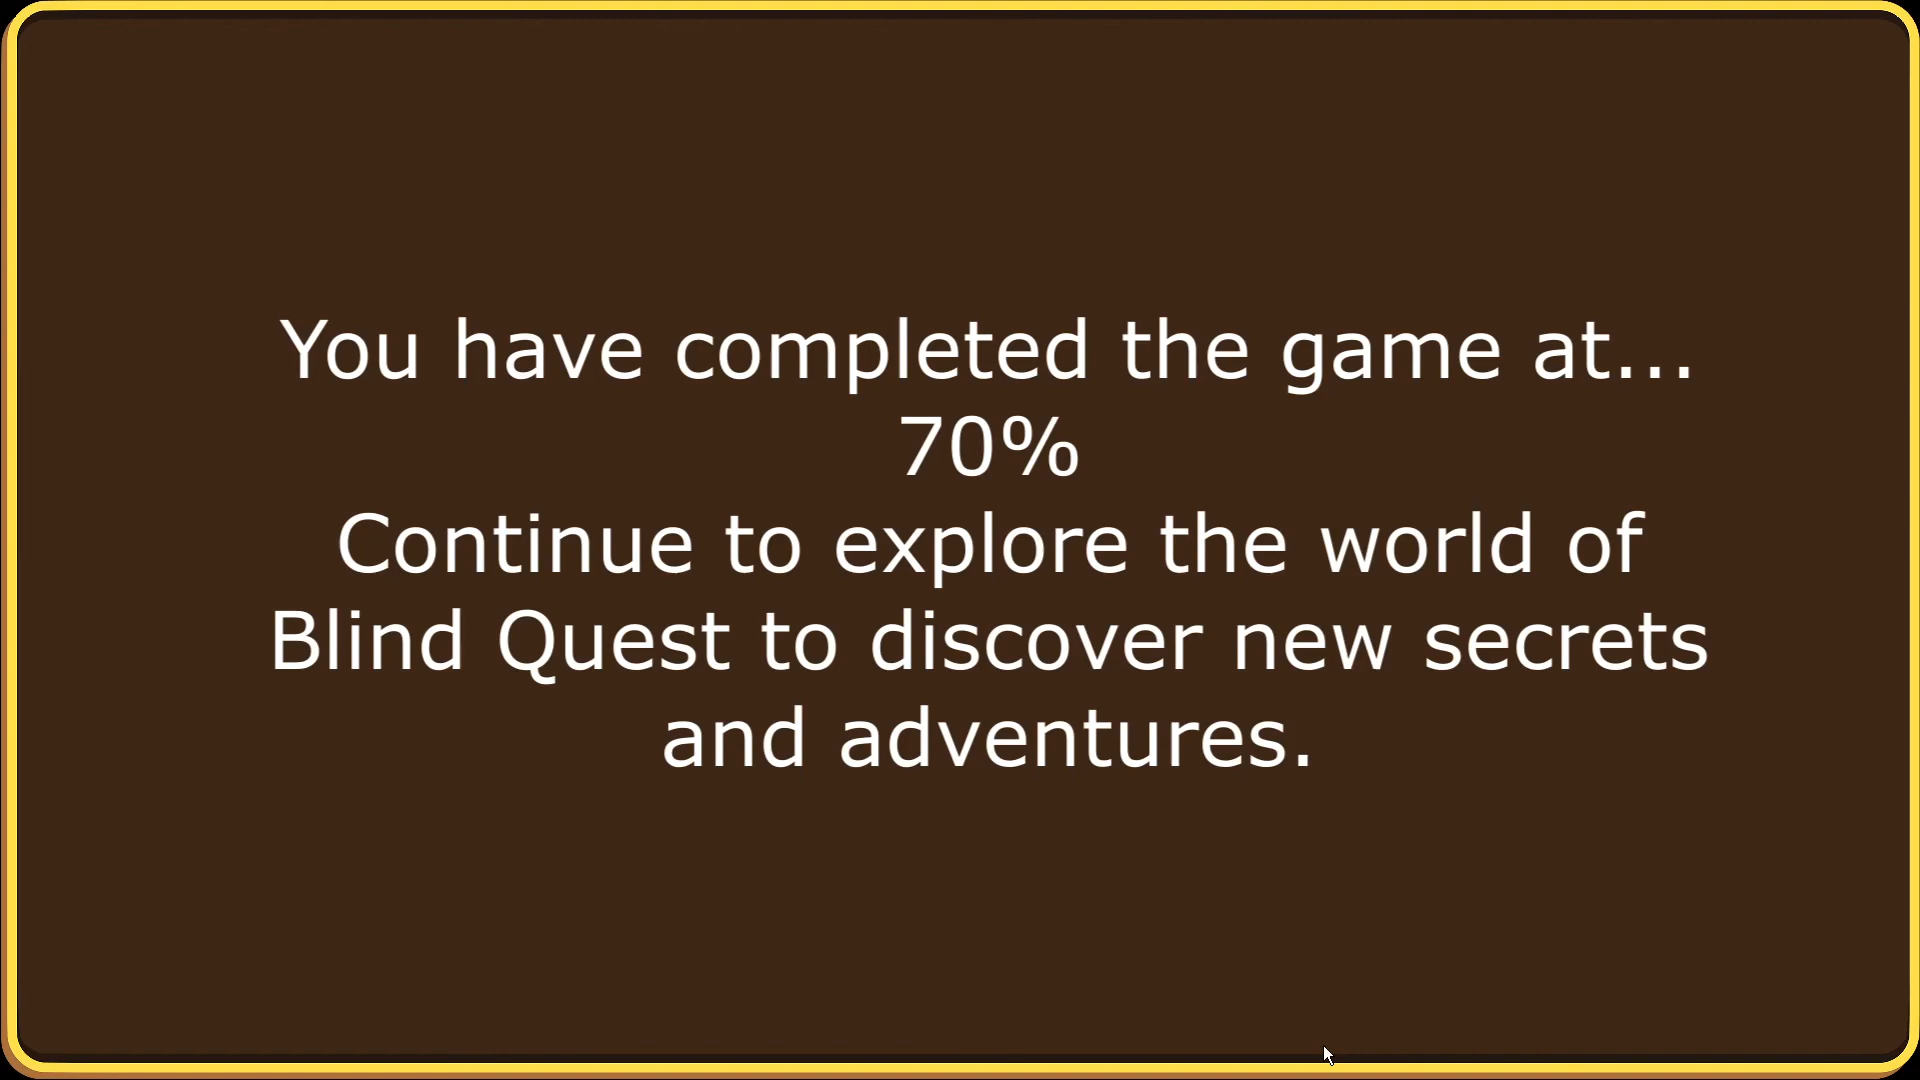 You have completed the game at...
70%
Continue to explore the world of
Blind Quest to discover new secrets
and adventures.